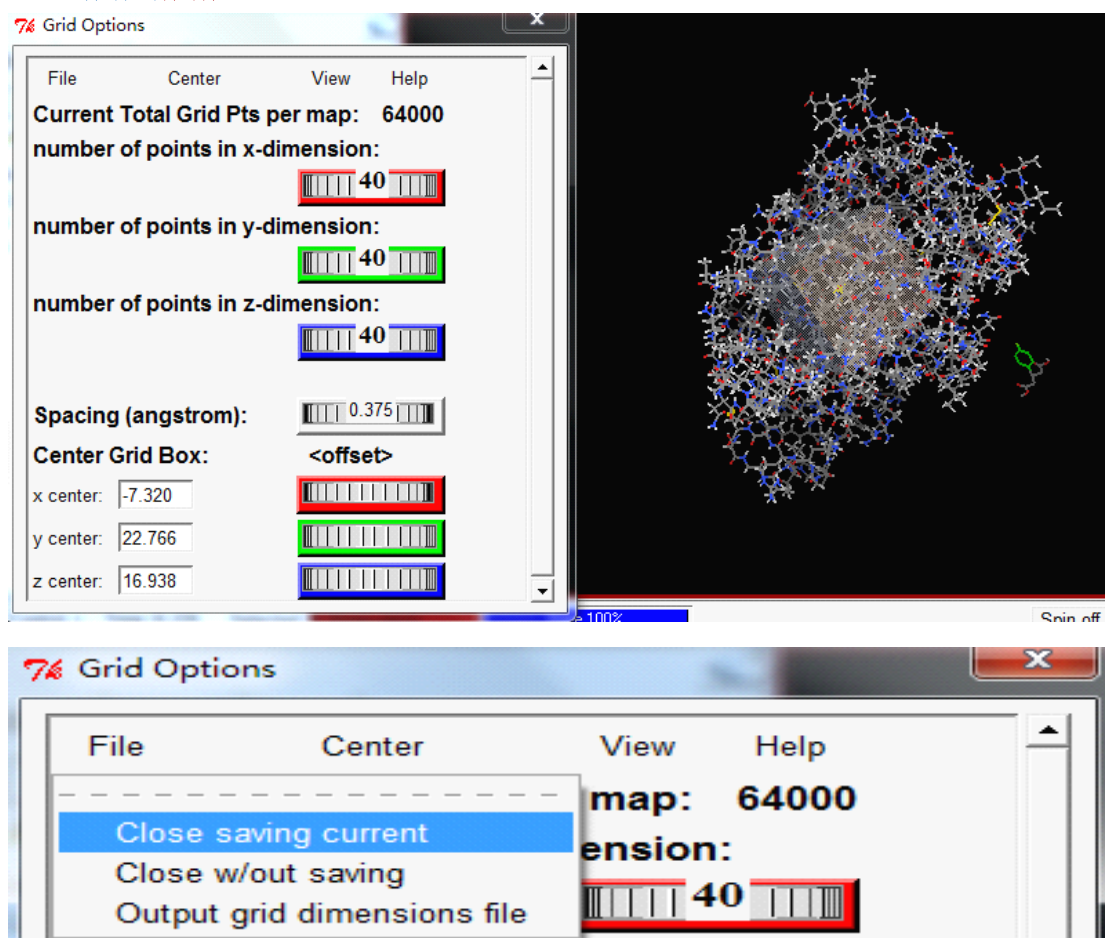 Grid Options
x
File Center View Help
Current Total Grid Pts per map: 64000
number of points in x-dimension:
40
number of points in y-dimension:
40
number of points in z-dimension:
40
Spacing (angstrom): 0.375
Center Grid Box: <offset>
x center: -7.320
y center: 22.766
z center: 16.938
100%
Spin off
Grid Options
x
File Center View Help
map: 64000
Close saving current
ension:
Close w/out saving
40
Output grid dimensions file